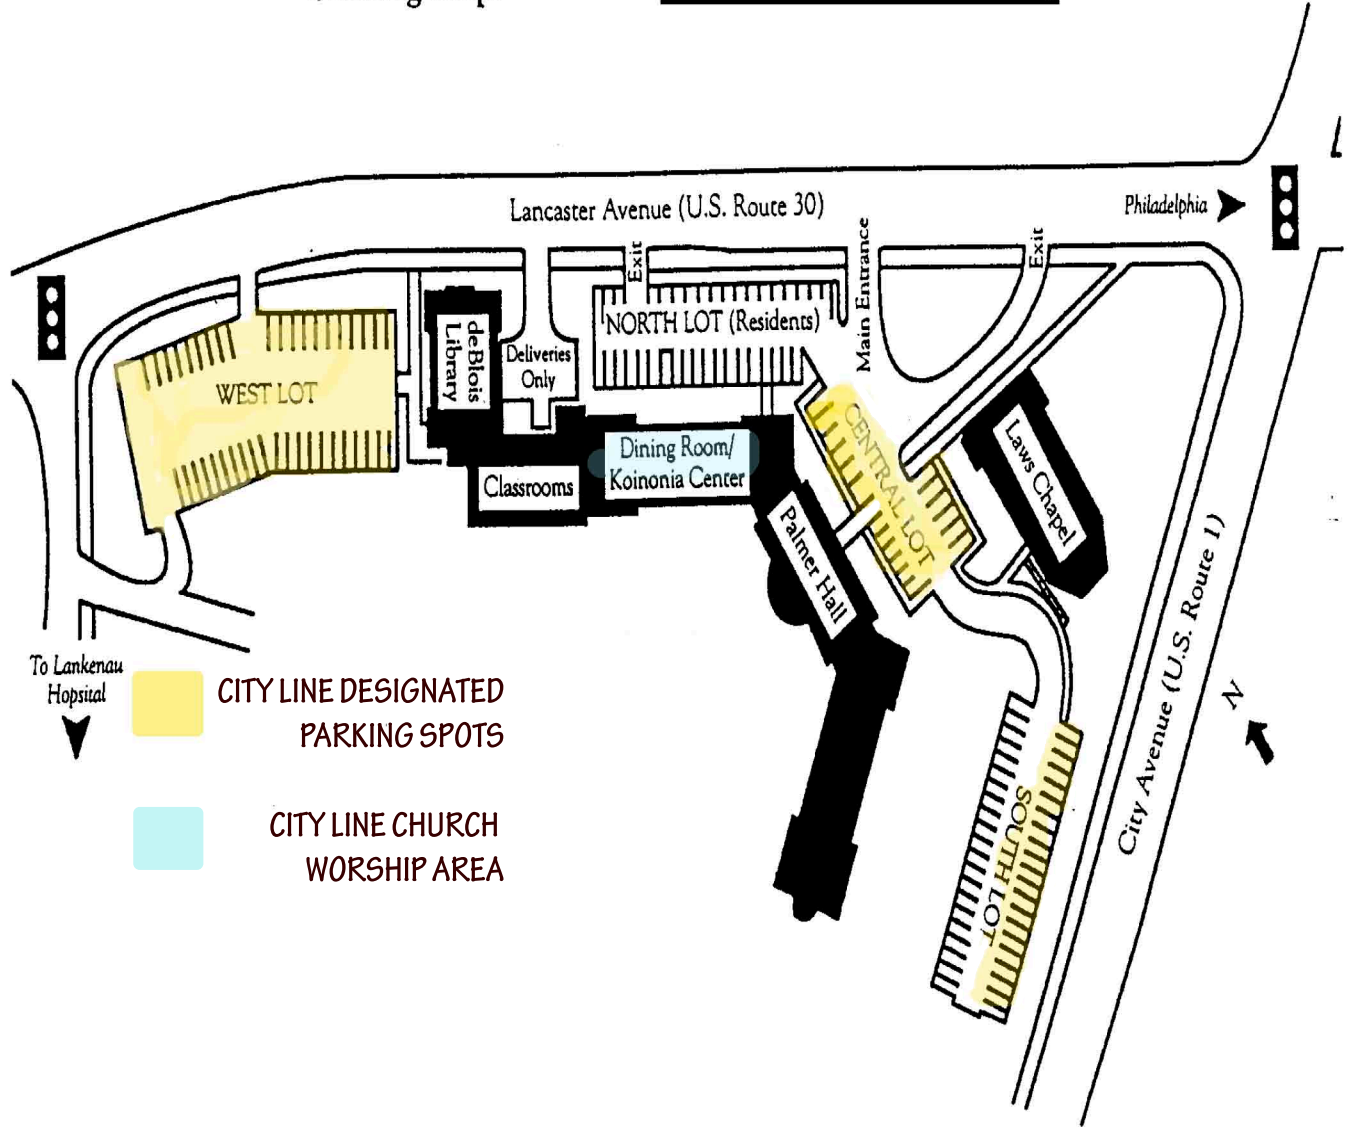 Lancaster Avenue (U.S. Route 30)
Philadelphia
Exit
Main Entrance
Exit
NORTH LOT (Residents)
deBlois
Library
Deliveries
Only
WEST LOT
CENTRAL LOT
Laws Chapel
Dining Room/
Koinonia Center
Classrooms
Palmer Hall
City Avenue (U.S. Route 1)
N
To Lankenau
Hopsital
CITY LINE DESIGNATED
PARKING SPOTS
SOUTH LOT
CITY LINE CHURCH
WORSHIP AREA